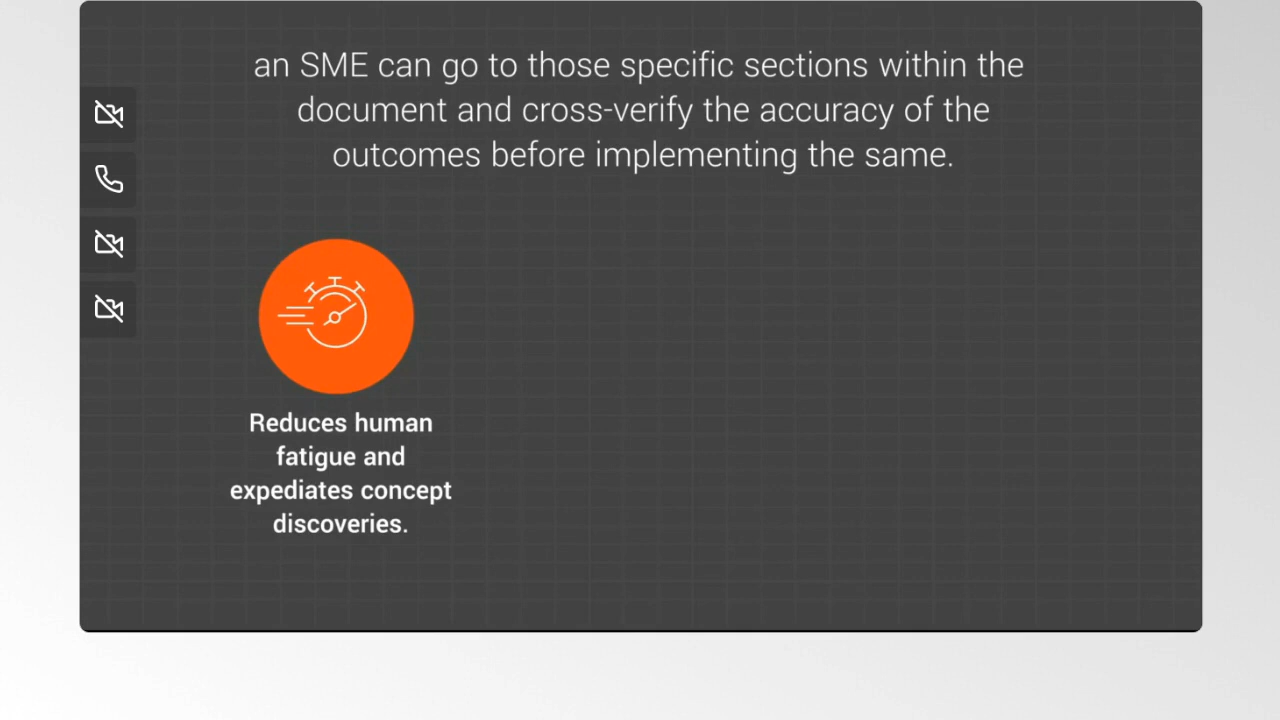 an SME can go to those specific sections within the
document and cross-verify the accuracy of the
outcomes before implementing the same.
Reduces human
fatigue and
expediates concept
discoveries.